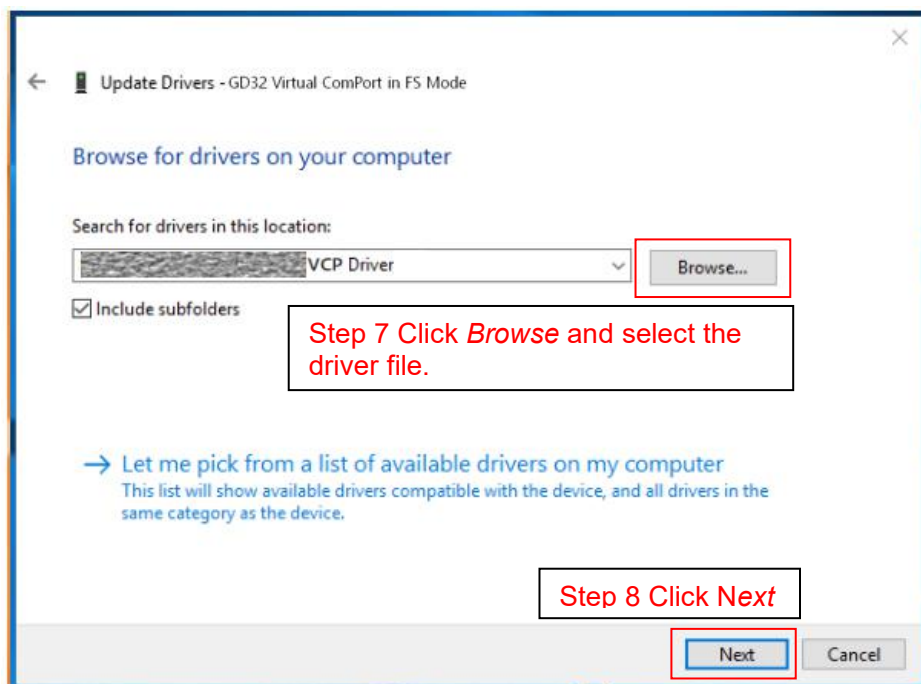 Update Drivers - GD32 Virtual ComPort in FS Mode
Browse for drivers on your computer
Search for drivers in this location:
VCP Driver
Browse...
Include subfolders
Step 7 Click Browse and select the
driver file.
Let me pick from a list of available drivers on my computer
This list will show available drivers compatible with the device, and all drivers in the
same category as the device.
Step 8 Click Next
Next
Cancel